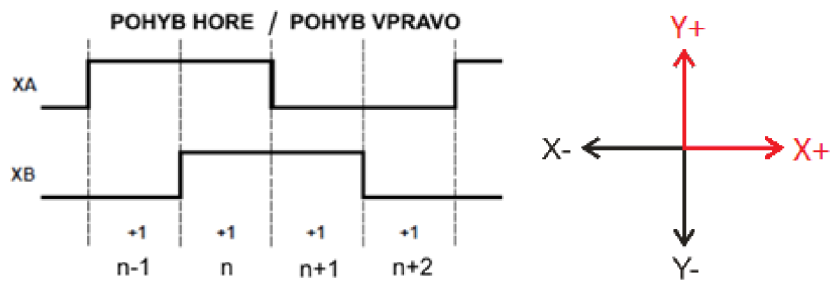 POHYB HORE / POHYB VPRAVO
XA
XB
+1 +1 +1 +1
n-1 n n+1 n+2
Y+
X- X+
Y-